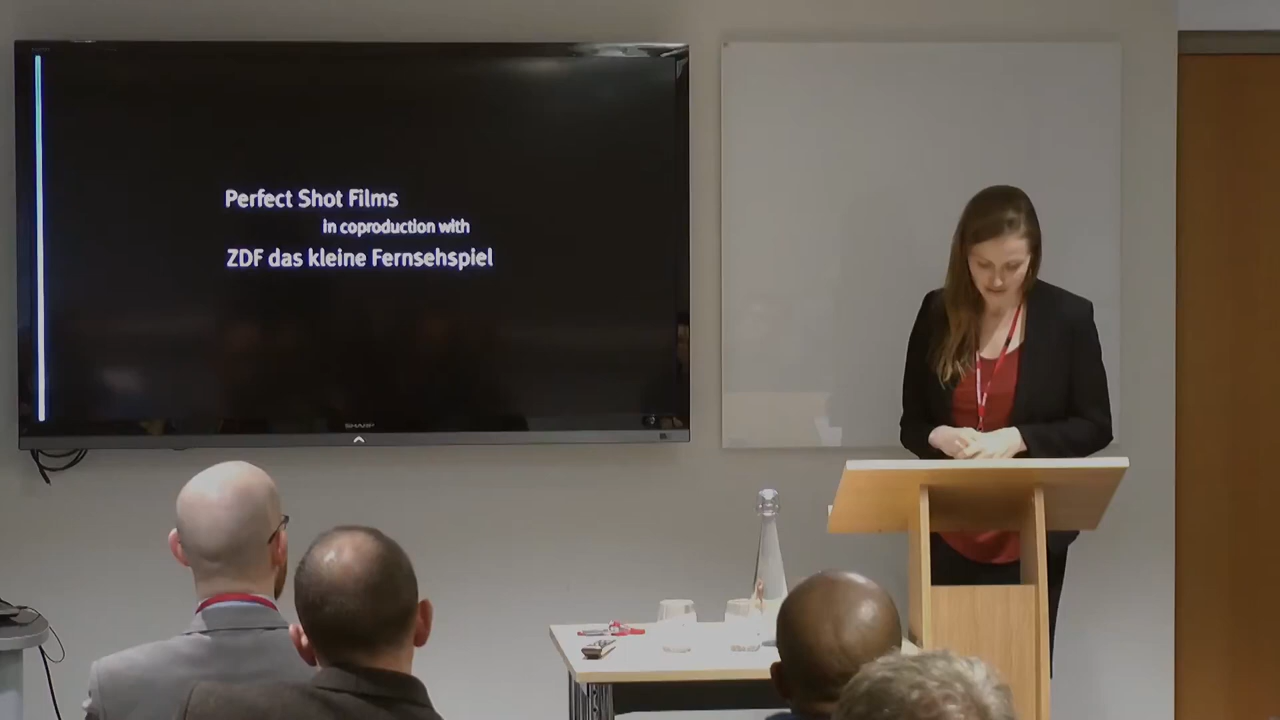 Perfect Shot Films
in coproduction with
ZDF das kleine Fernsehspiel
SHARP